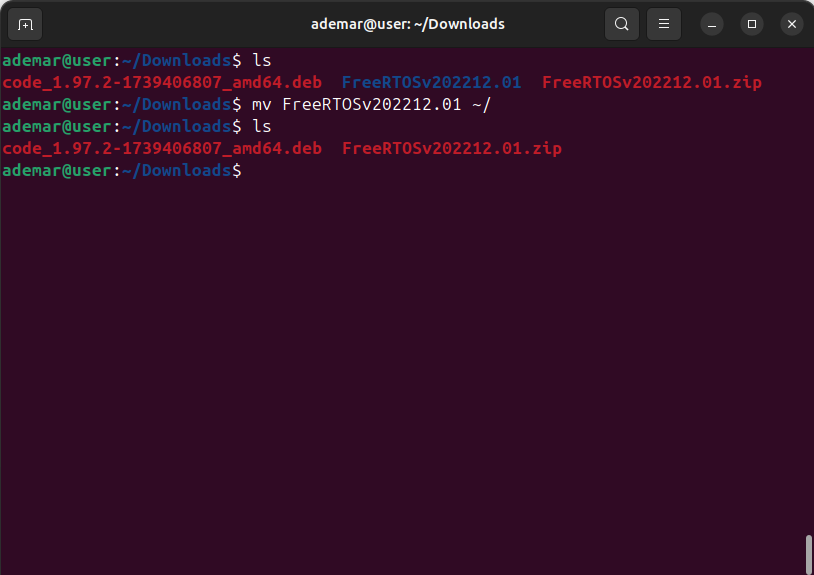 ademar@user: ~/Downloads
ademar@user:~/Downloads$ ls
code_1.97.2-1739406807_amd64.deb  FreeRTOSv202212.01  FreeRTOSv202212.01.zip
ademar@user:~/Downloads$ mv FreeRTOSv202212.01 ~/
ademar@user:~/Downloads$ ls
code_1.97.2-1739406807_amd64.deb  FreeRTOSv202212.01.zip
ademar@user:~/Downloads$